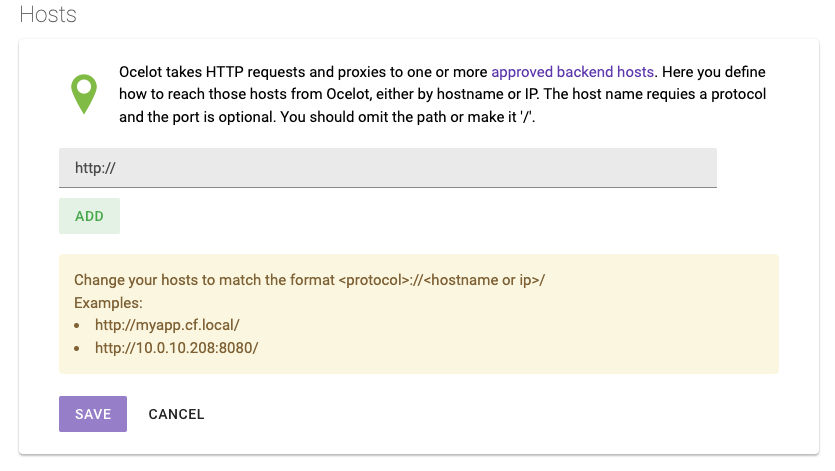 Hosts
Ocelot takes HTTP requests and proxies to one or more approved backend hosts. Here you define
how to reach those hosts from Ocelot, either by hostname or IP. The host name requies a protocol
and the port is optional. You should omit the path or make it '/'.
http://
ADD
Change your hosts to match the format <protocol>://<hostname or ip>/
Examples:
• http://myapp.cf.local/
• http://10.0.10.208:8080/
SAVE CANCEL